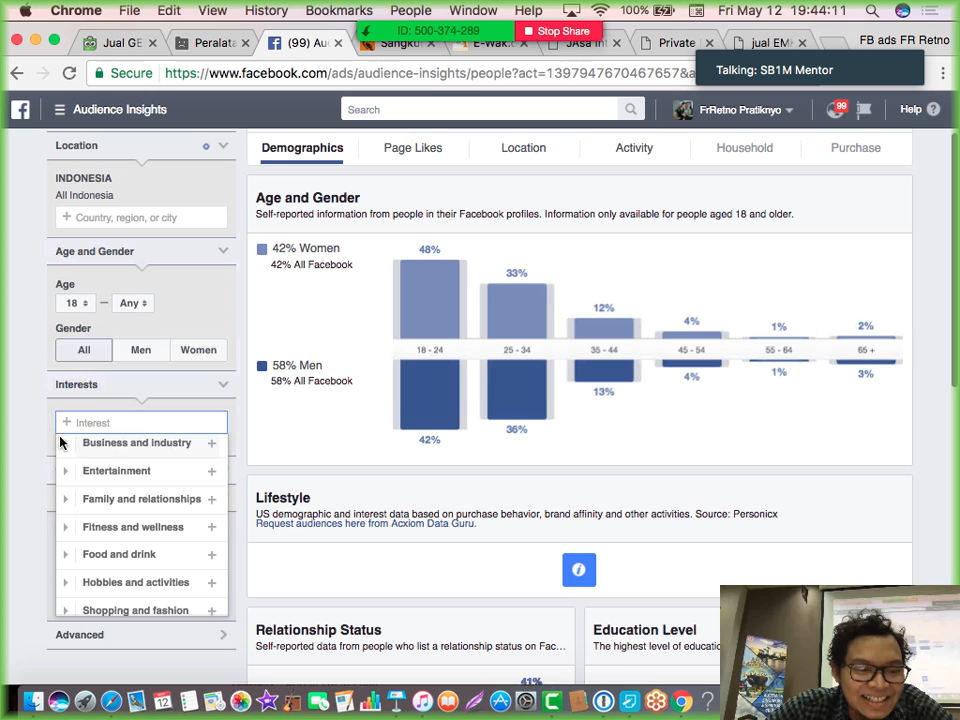 Chrome File Edit View History Bookmarks People Window Help 100% Fri May 12 19:44:11
ID: 500-374-289 Stop Share
Jual GE Peralata (99) Au Sangku E-Wak. JAsa I Private jual EM FB ads FR Retno
Secure https://www.facebook.com/ads/audience-insights/people?act=1397947670467657&a
Talking: SB1M Mentor
Audience Insights
Search
FrRetno Pratiknyo
99
Help ?
Location
INDONESIA
All Indonesia
+ Country, region, or city
Age and Gender
Age
18 — Any
Gender
All Men Women
Interests
+ Interest
Business and industry +
Entertainment +
Family and relationships +
Fitness and wellness +
Food and drink +
Hobbies and activities +
Shopping and fashion +
Advanced
Demographics Page Likes Location Activity Household Purchase
Age and Gender
Self-reported information from people in their Facebook profiles. Information only available for people aged 18 and older.
42% Women
42% All Facebook
48% 33% 12% 4% 1% 2%
18 - 24 25 - 34 35 - 44 45 - 54 55 - 64 65 +
58% Men
58% All Facebook
42% 36% 13% 4% 1% 3%
Lifestyle
US demographic and interest data based on purchase behavior, brand affinity and other activities. Source: Personicx
Request audiences here from Acxiom Data Guru.
Relationship Status
Self-reported data from people who list a relationship status on Fac...
41%
Education Level
The highest level of educati